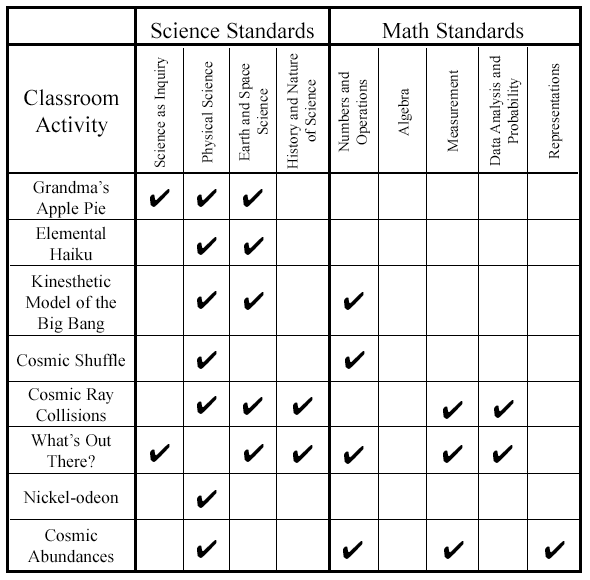 Science Standards
Math Standards
Classroom
Activity
Science as Inquiry
Physical Science
Earth and Space
Science
History and Nature
of Science
Numbers and
Operations
Algebra
Measurement
Data Analysis and
Probability
Representations
Grandma's
Apple Pie
✔ ✔ ✔
Elemental
Haiku
✔ ✔
Kinesthetic
Model of the
Big Bang
✔ ✔ ✔
Cosmic Shuffle
✔ ✔
Cosmic Ray
Collisions
✔ ✔ ✔ ✔ ✔
What's Out
There?
✔ ✔ ✔ ✔ ✔ ✔
Nickel-odeon
✔
Cosmic
Abundances
✔ ✔ ✔ ✔